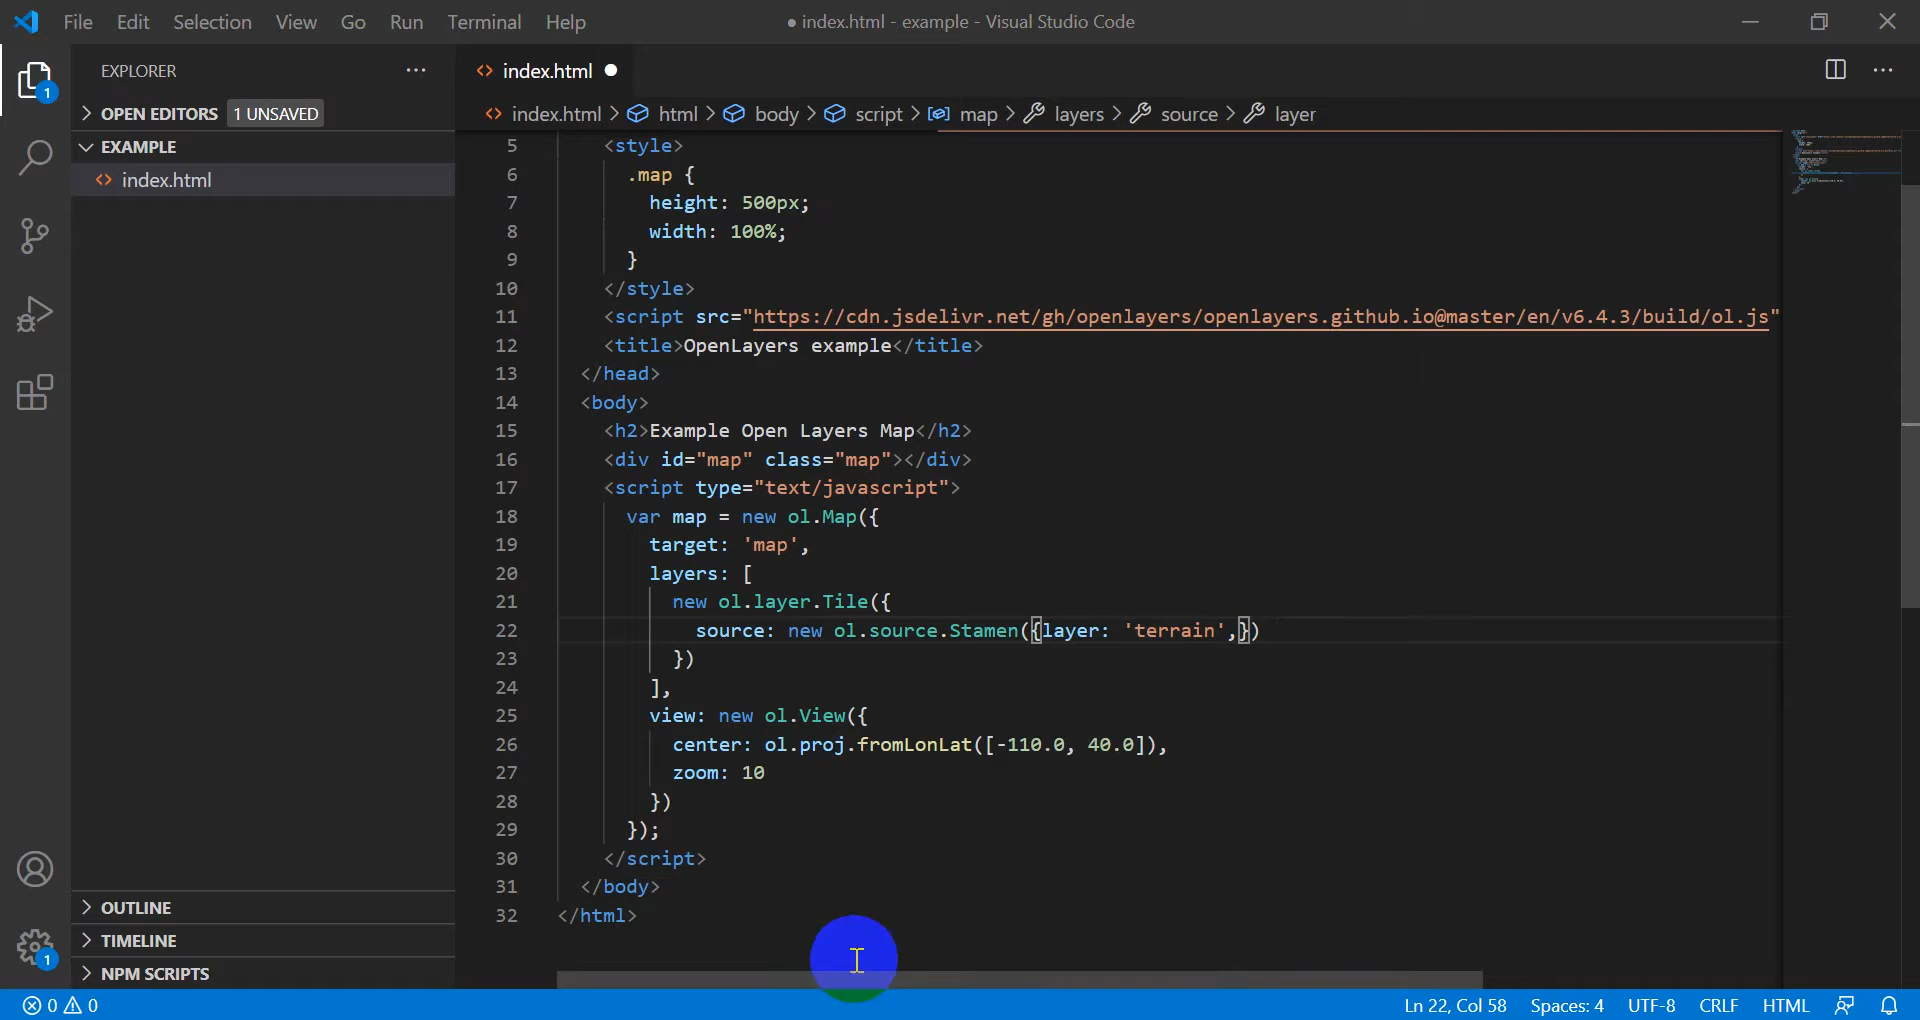 File Edit Selection View Go Run Terminal Help ● index.html - example - Visual Studio Code
EXPLORER
index.html
OPEN EDITORS 1 UNSAVED
index.html > html > body > script > map > layers > source > layer
EXAMPLE
index.html
5 <style>
6 .map {
7 height: 500px;
8 width: 100%;
9 }
10 </style>
11 <script src="https://cdn.jsdelivr.net/gh/openlayers/openlayers.github.io@master/en/v6.4.3/build/ol.js"
12 <title>OpenLayers example</title>
13 </head>
14 <body>
15 <h2>Example Open Layers Map</h2>
16 <div id="map" class="map"></div>
17 <script type="text/javascript">
18 var map = new ol.Map({
19 target: 'map',
20 layers: [
21 new ol.layer.Tile({
22 source: new ol.source.Stamen({layer: 'terrain',})
23 })
24 ],
25 view: new ol.View({
26 center: ol.proj.fromLonLat([-110.0, 40.0]),
27 zoom: 10
28 })
29 });
30 </script>
31 </body>
32 </html>
OUTLINE
TIMELINE
NPM SCRIPTS
1
1
0 0 Ln 22, Col 58 Spaces: 4 UTF-8 CRLF HTML